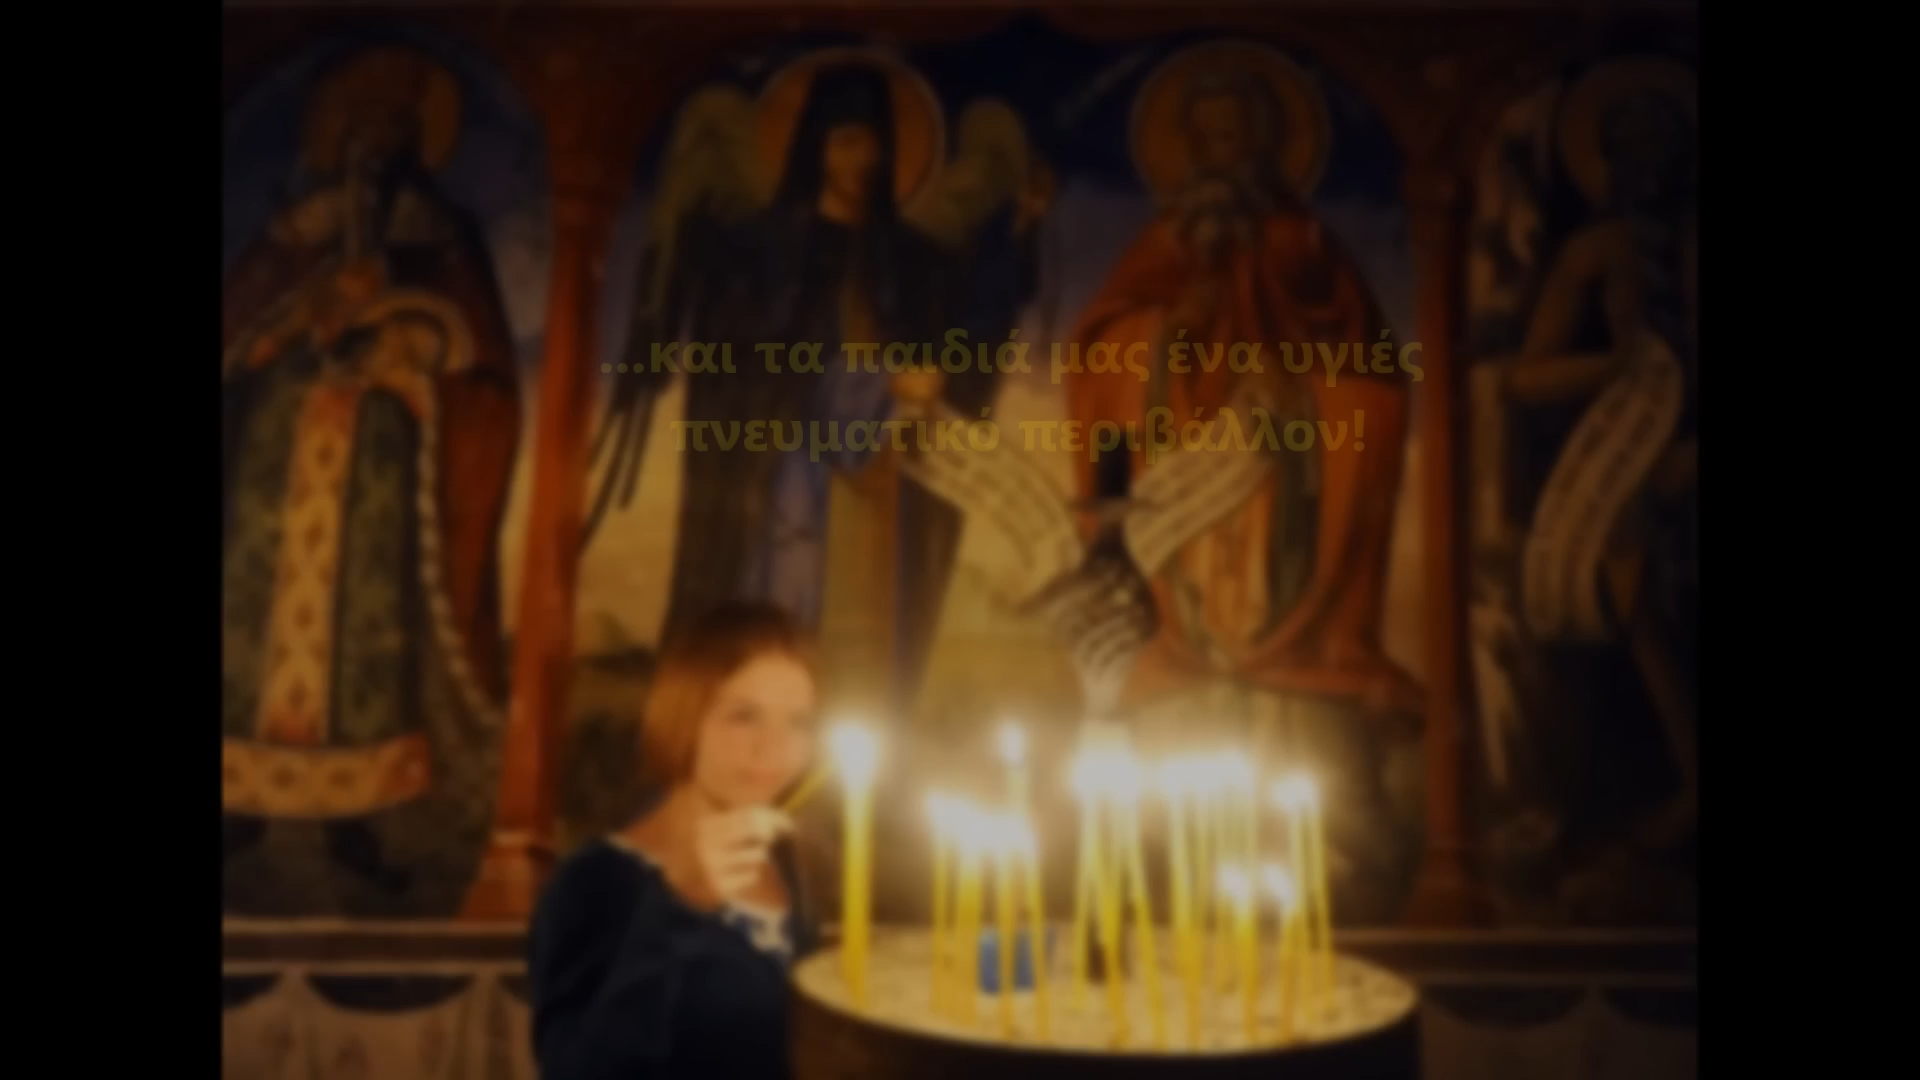 ...και τα παιδιά μας ένα υγιές
πνευματικό περιβάλλον!